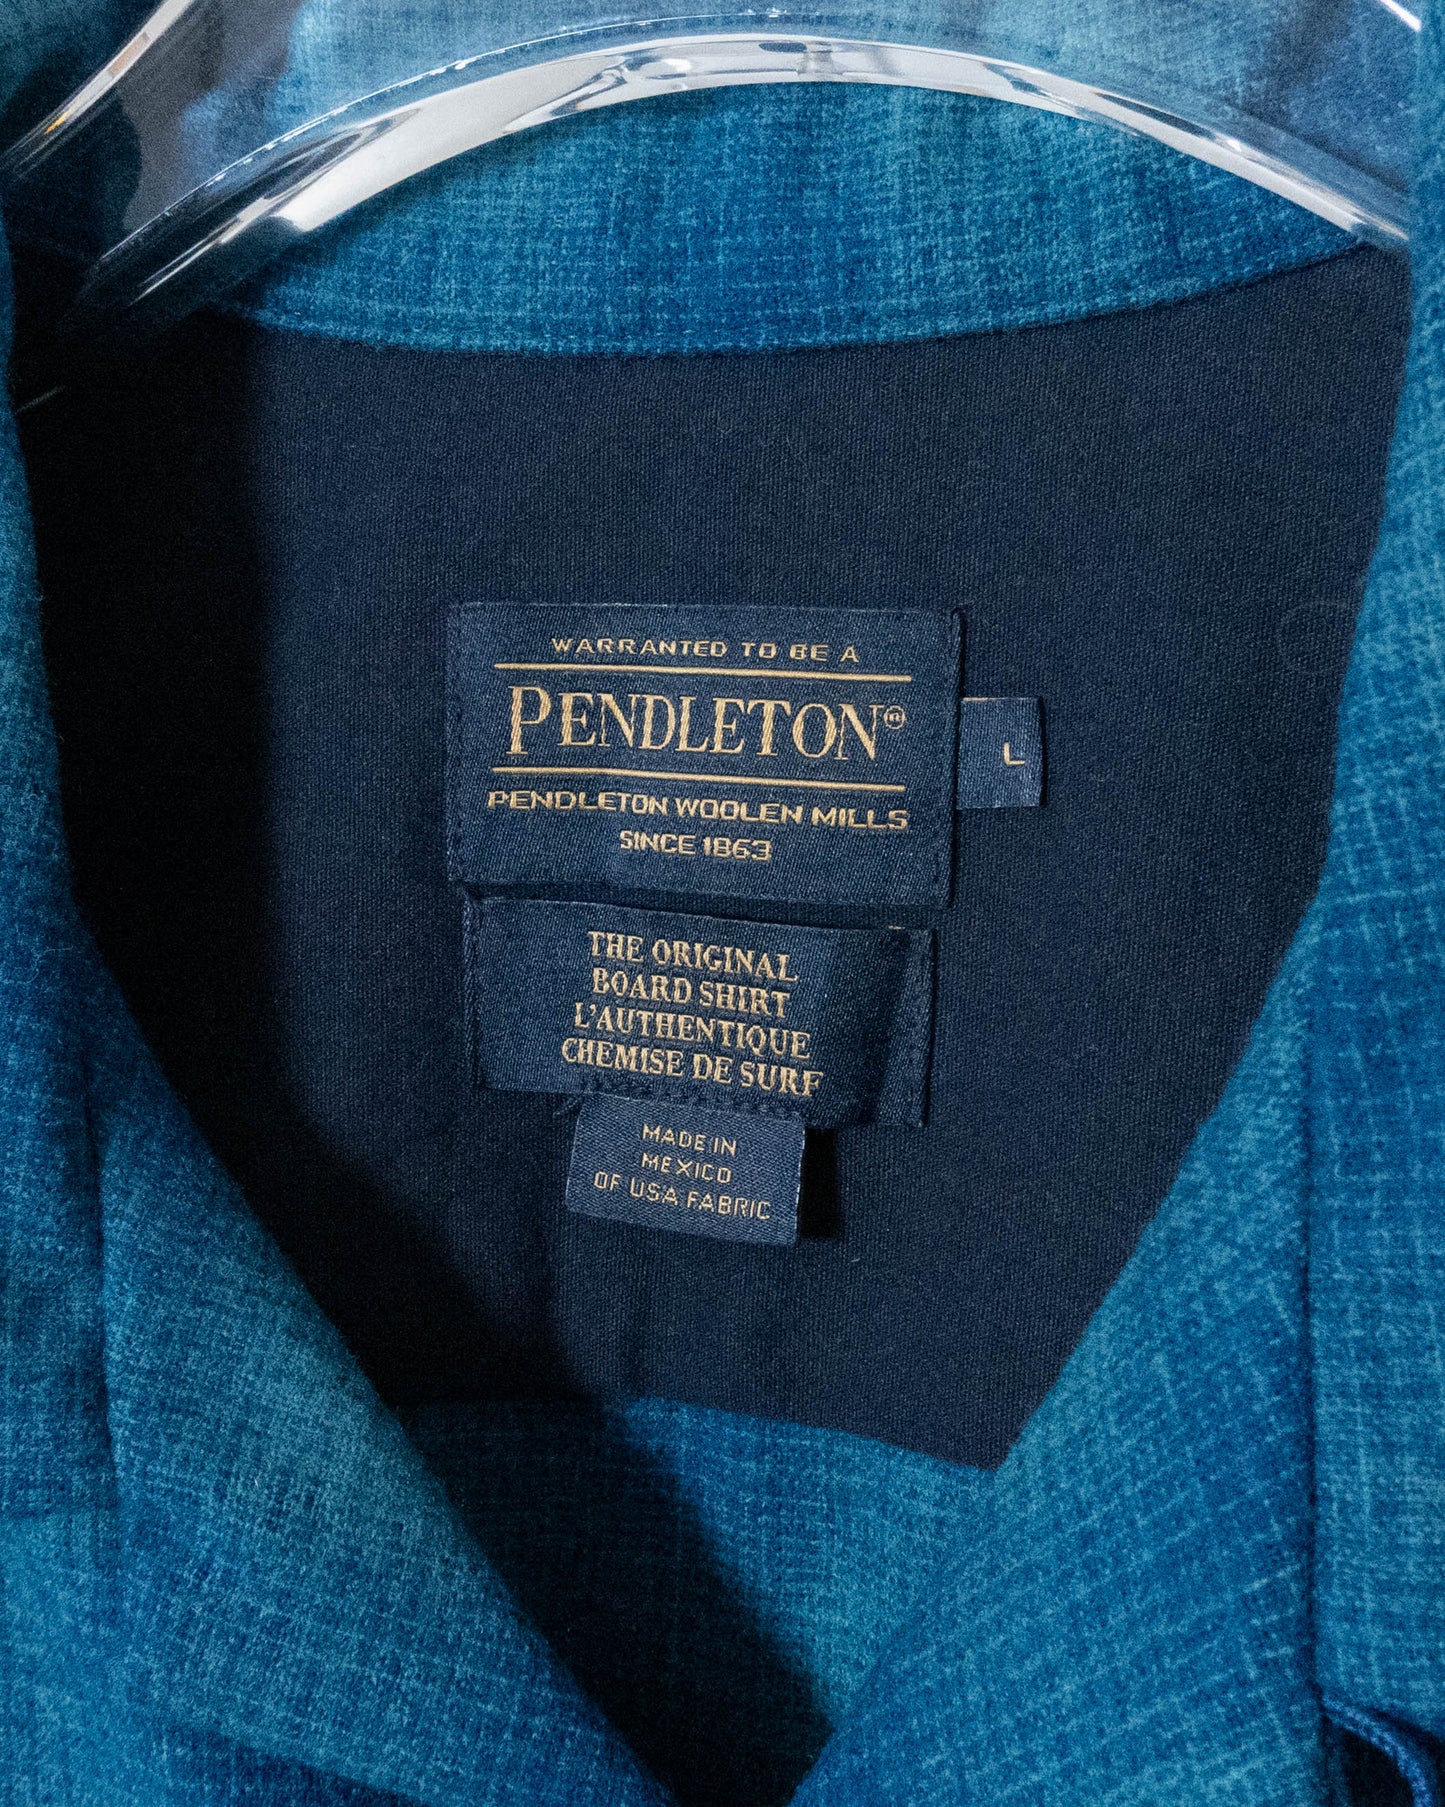 WARRANTED TO BE A
PENDLETON®
PENDLETON WOOLEN MILLS
SINCE 1863
L
THE ORIGINAL
BOARD SHIRT
L'AUTHENTIQUE
CHEMISE DE SURF
MADE IN
MEXICO
OF USA FABRIC